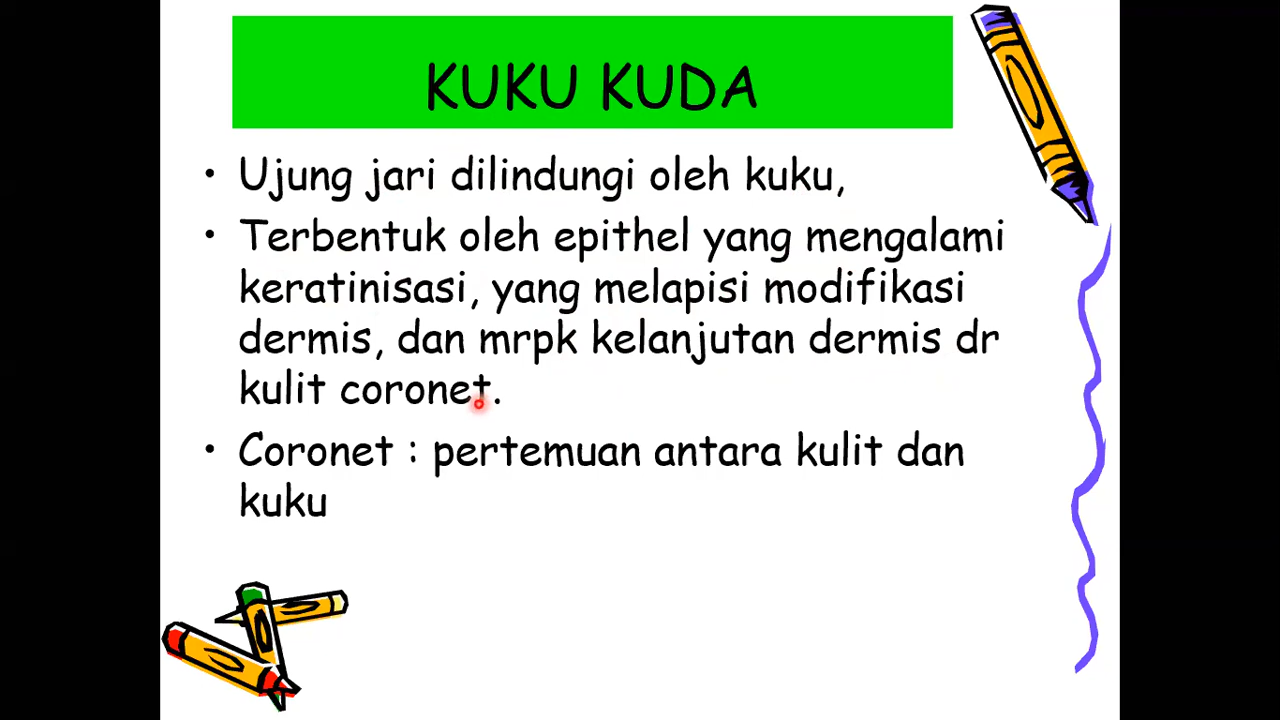 KUKU KUDA
• Ujung jari dilindungi oleh kuku,
• Terbentuk oleh epithel yang mengalami
keratinisasi, yang melapisi modifikasi
dermis, dan mrpk kelanjutan dermis dr
kulit coronet.
• Coronet : pertemuan antara kulit dan
kuku